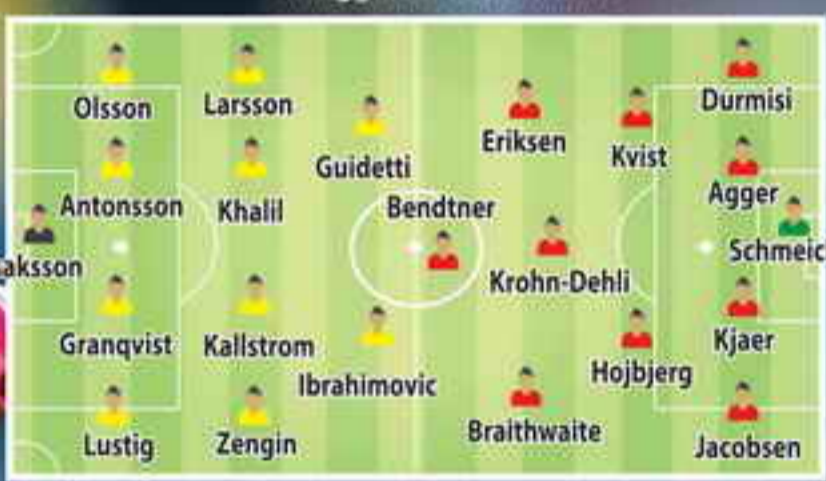 Olsson
Larsson
Guidetti
Antonsson
Khalil
aksson
Granqvist
Kallstrom
Ibrahimovic
Lustig
Zengin
Eriksen
Kvist
Durmisi
Bendtner
Agger
Krohn-Dehli
Schmeic
Hojbjerg
Kjaer
Braithwaite
Jacobsen